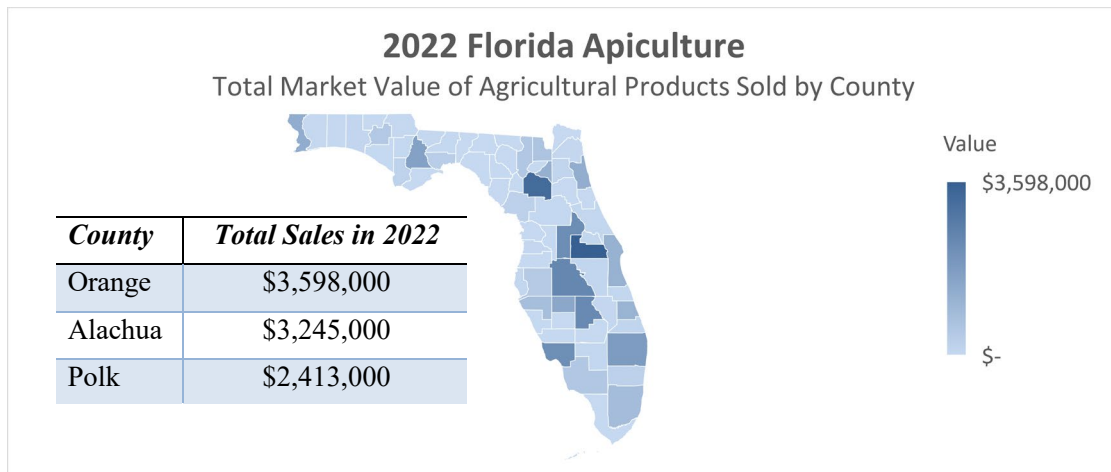 2022 Florida Apiculture
Total Market Value of Agricultural Products Sold by County
Value
$3,598,000
$-
County Total Sales in 2022
Orange $3,598,000
Alachua $3,245,000
Polk $2,413,000